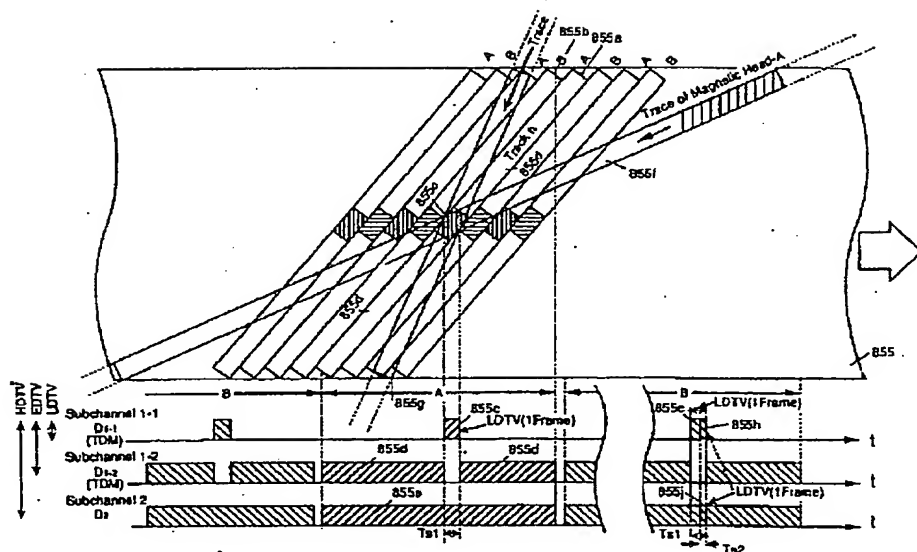 855b
855a
Trace
A
B
A
B
A
B
A
B
Trace of Magnetic Head-A
Track n
855d
855f
855d
855
855g
HDTV
EDTV
LDTV
B
A
B
Subchannel 1-1
D1-1
(TDM)
855c
LDTV(1Frame)
855e
LDTV(1Frame)
855h
t
Subchannel 1-2
D1-2
(TDM)
855d
855d
LDTV(1Frame)
t
Subchannel 2
D2
855a
855j
t
Ts1
Ts1
Ts2